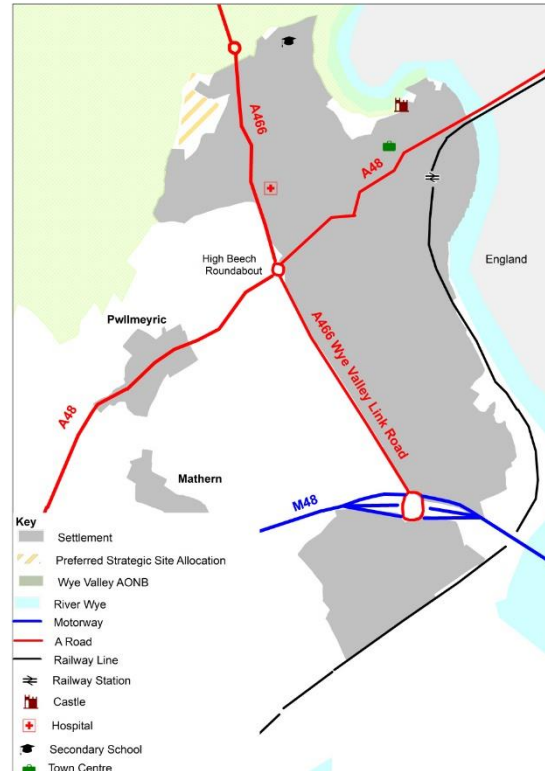 A466
A48
High Beech
Roundabout
England
Pwllmeyric
A466 Wye Valley Link Road
A48
Mathern
M48
Key
Settlement
Preferred Strategic Site Allocation
Wye Valley AONB
River Wye
Motorway
A Road
Railway Line
Railway Station
Castle
Hospital
Secondary School
Town Centre